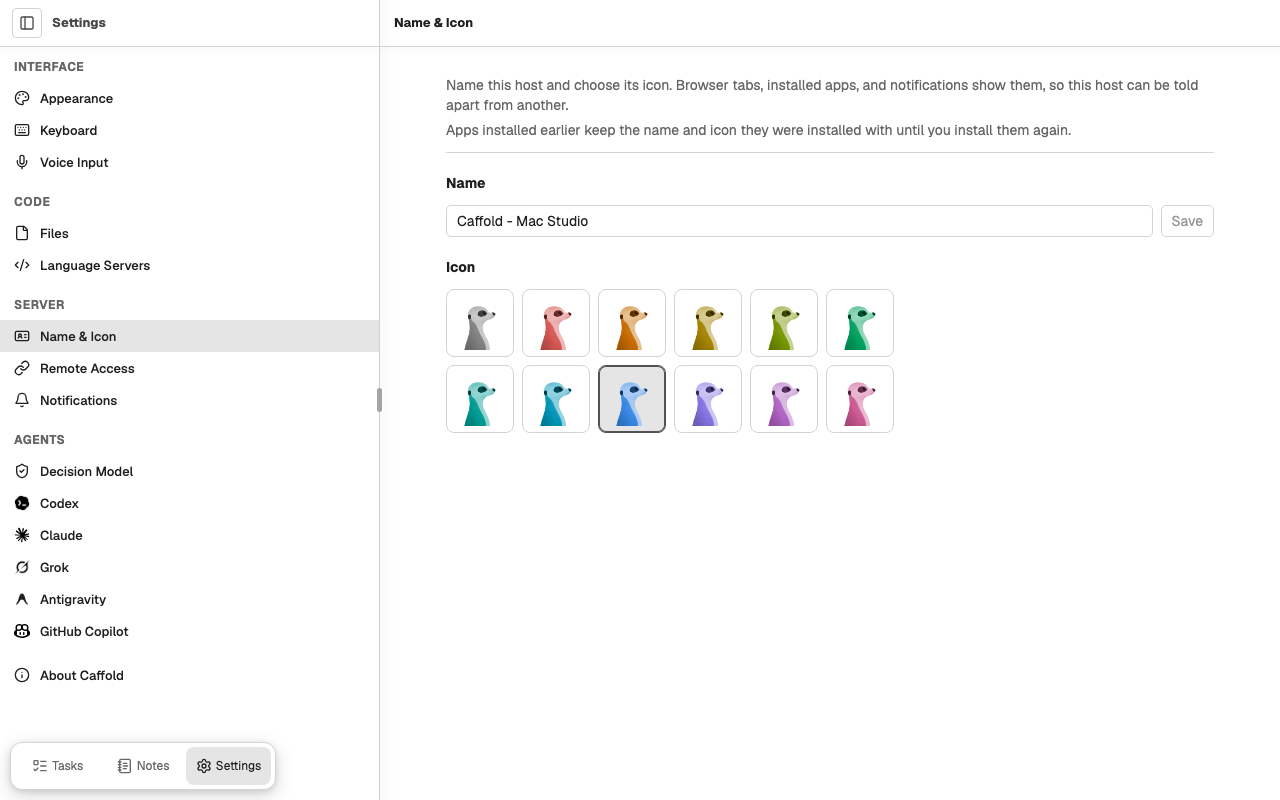 Settings
INTERFACE
Appearance
Keyboard
Voice Input
CODE
Files
Language Servers
SERVER
Name & Icon
Remote Access
Notifications
AGENTS
Decision Model
Codex
Claude
Grok
Antigravity
GitHub Copilot
About Caffold
Tasks
Notes
Settings
Name & Icon
Name this host and choose its icon. Browser tabs, installed apps, and notifications show them, so this host can be told
apart from another.
Apps installed earlier keep the name and icon they were installed with until you install them again.
Name
Caffold - Mac Studio
Save
Icon